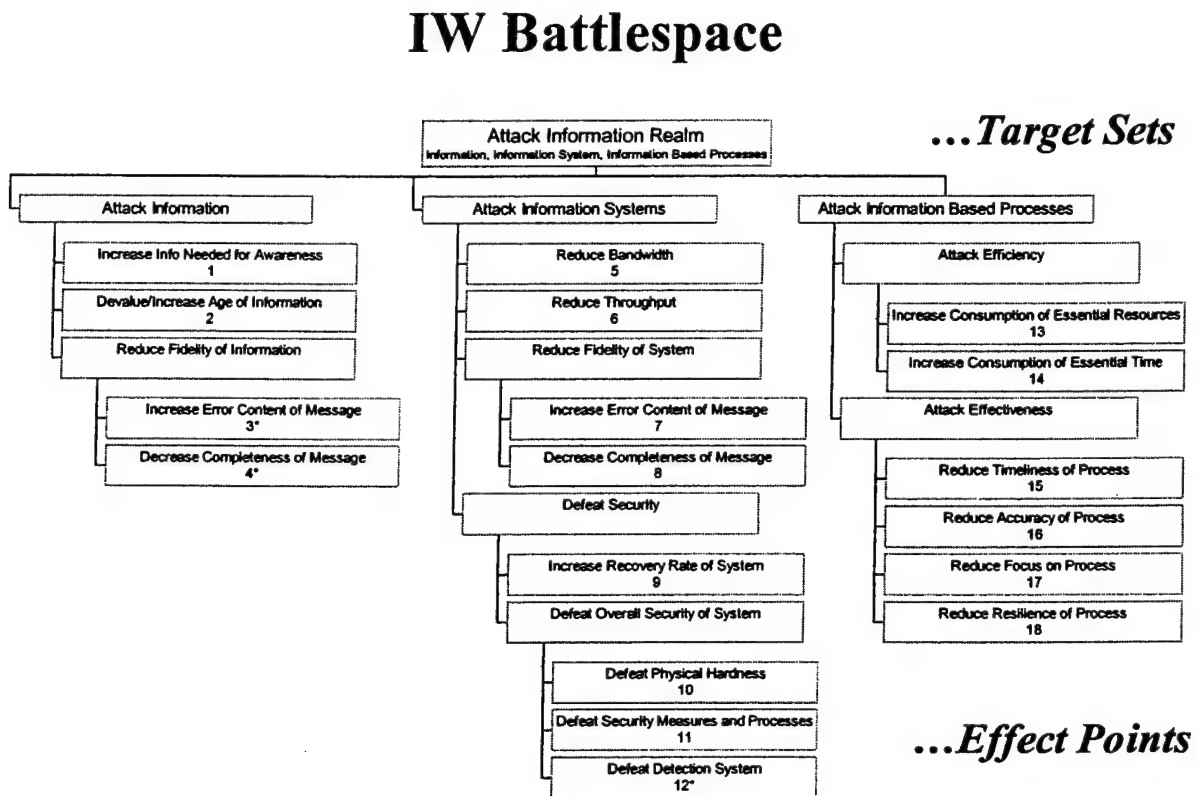 IW Battlespace
...Target Sets
Attack Information Realm
Information, Information System, Information Based Processes
Attack Information
Increase Info Needed for Awareness
1
Devalue/Increase Age of Information
2
Reduce Fidelity of Information
Increase Error Content of Message
3*
Decrease Completeness of Message
4*
Attack Information Systems
Reduce Bandwidth
5
Reduce Throughput
6
Reduce Fidelity of System
Increase Error Content of Message
7
Decrease Completeness of Message
8
Defeat Security
Increase Recovery Rate of System
9
Defeat Overall Security of System
Defeat Physical Hardness
10
Defeat Security Measures and Processes
11
Defeat Detection System
12*
Attack Information Based Processes
Attack Efficiency
Increase Consumption of Essential Resources
13
Increase Consumption of Essential Time
14
Attack Effectiveness
Reduce Timeliness of Process
15
Reduce Accuracy of Process
16
Reduce Focus on Process
17
Reduce Resilience of Process
18
...Effect Points